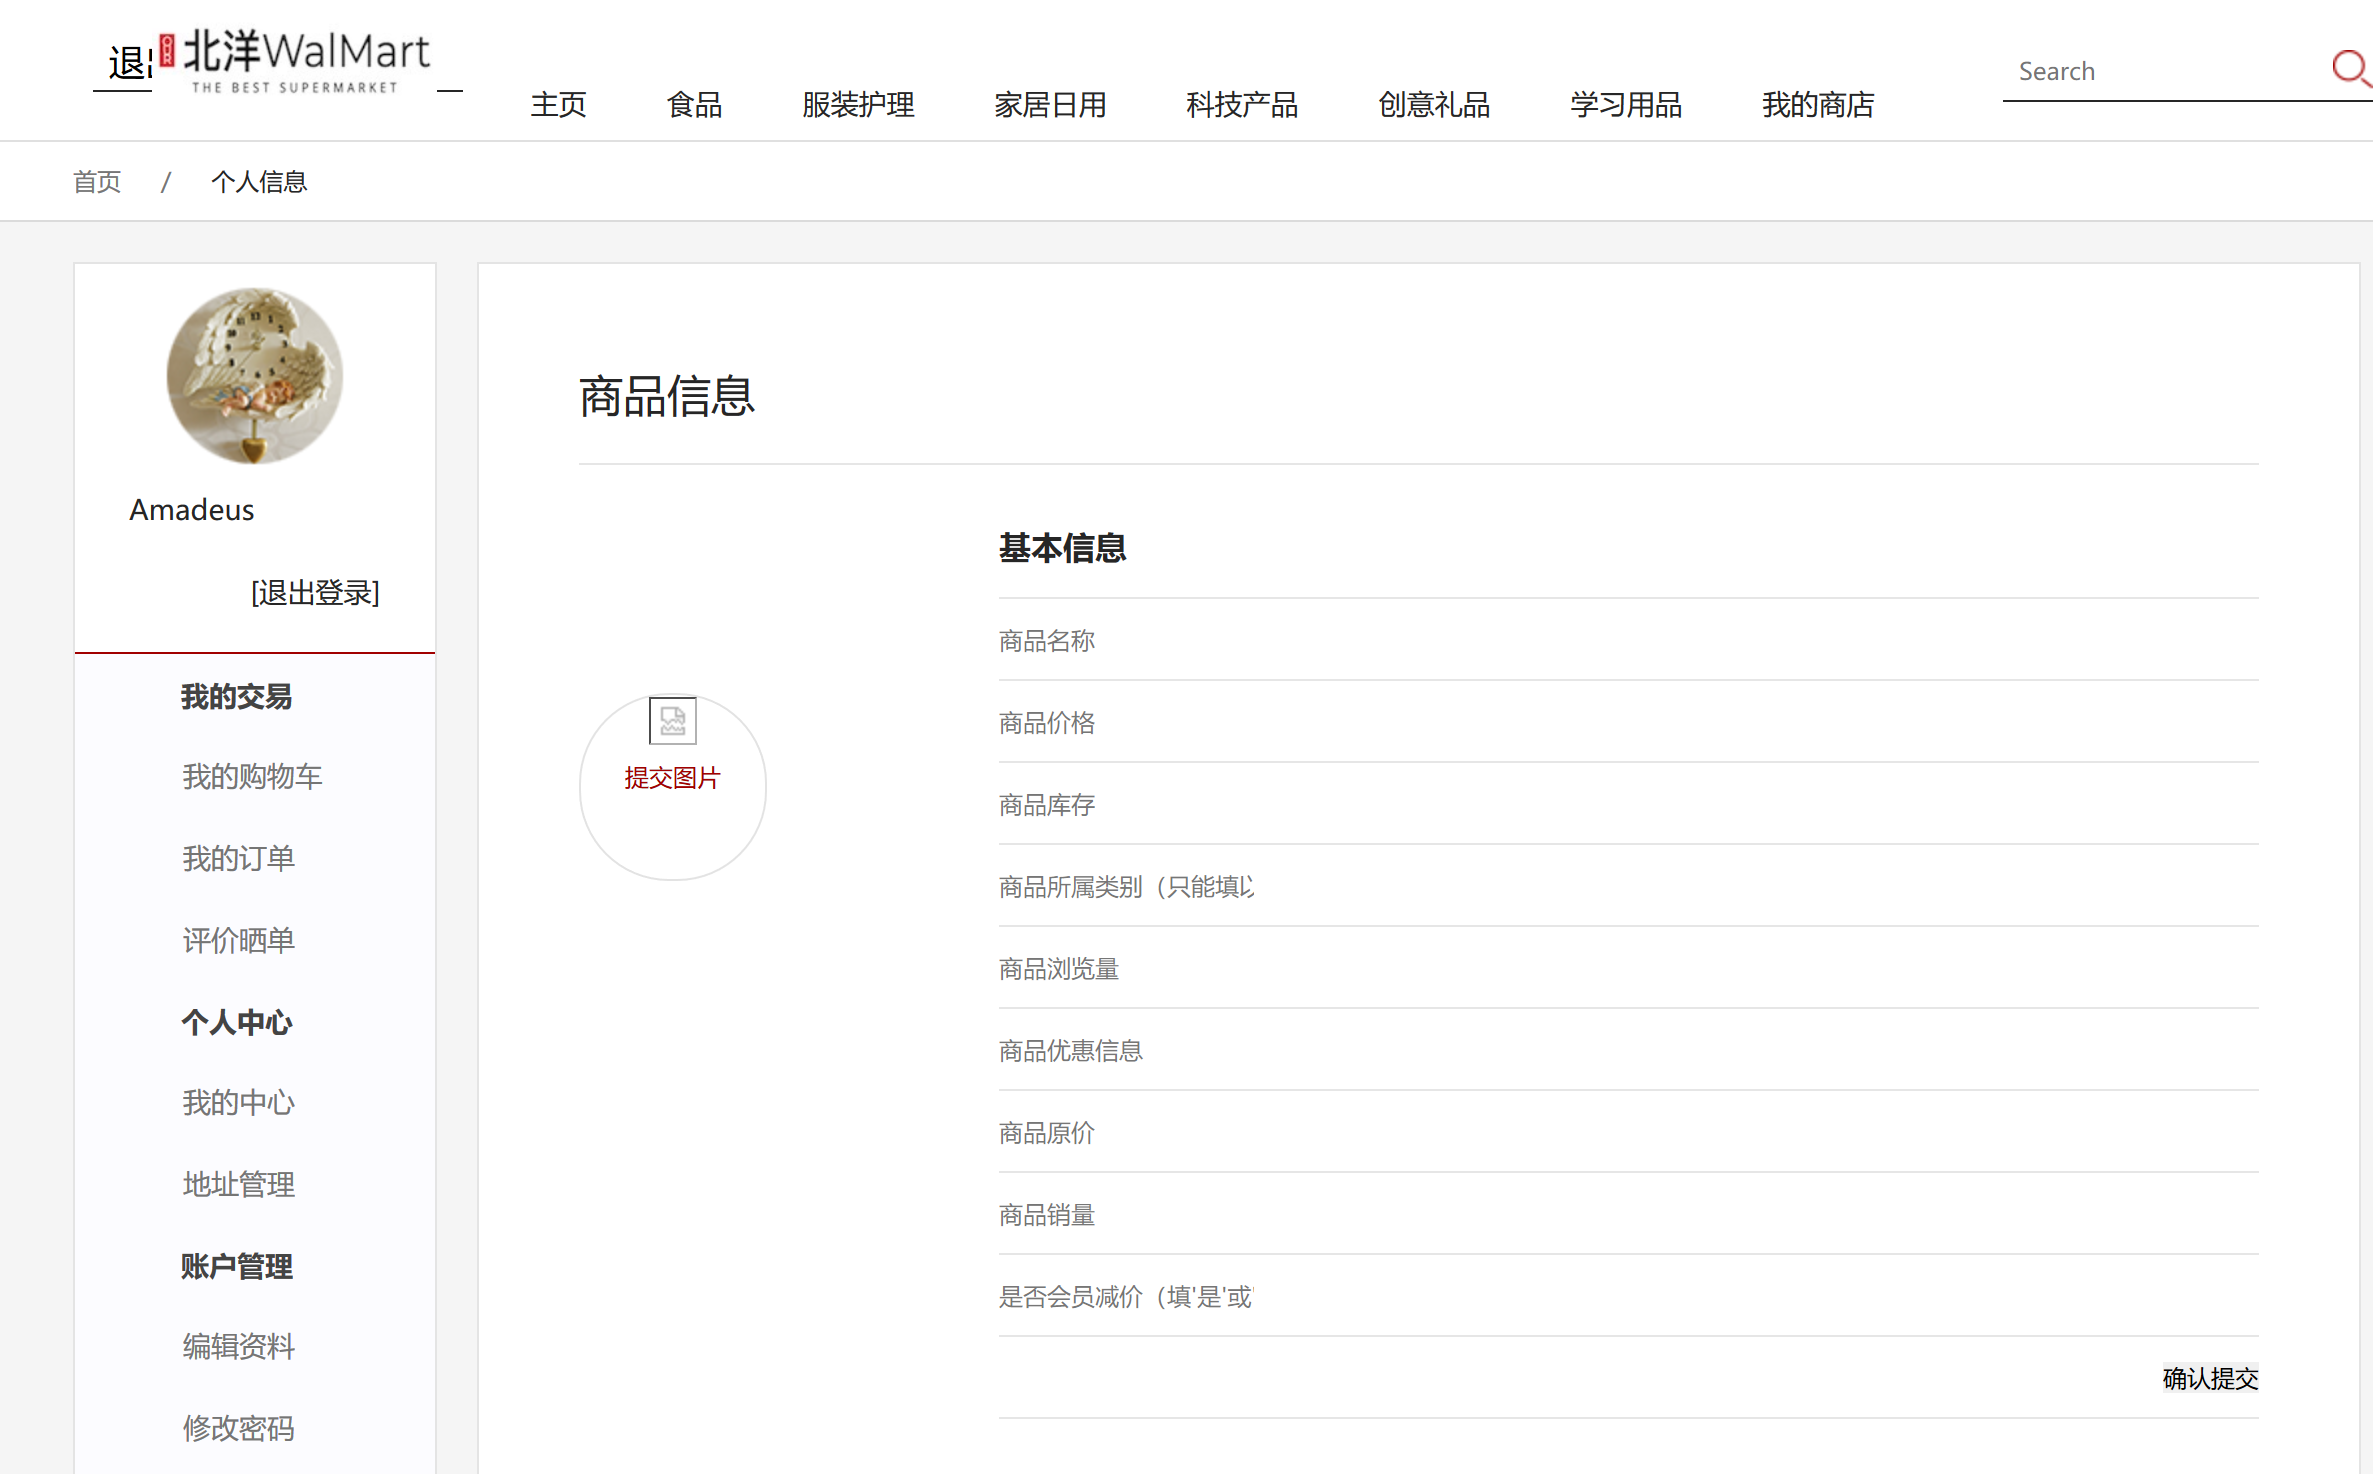 退
北洋WalMart
THE BEST SUPERMARKET
主页 食品 服装护理 家居日用 科技产品 创意礼品 学习用品 我的商店
Search
首页 / 个人信息
Amadeus
[退出登录]
我的交易
我的购物车
我的订单
评价晒单
个人中心
我的中心
地址管理
账户管理
编辑资料
修改密码
商品信息
提交图片
基本信息
商品名称
商品价格
商品库存
商品所属类别（只能填以
商品浏览量
商品优惠信息
商品原价
商品销量
是否会员减价（填'是'或'
确认提交